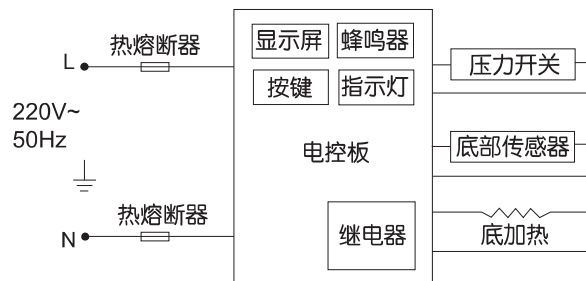 热熔断器
L
220V~
50Hz
热熔断器
N
显示屏
蜂鸣器
按键
指示灯
电控板
继电器
压力开关
底部传感器
底加热